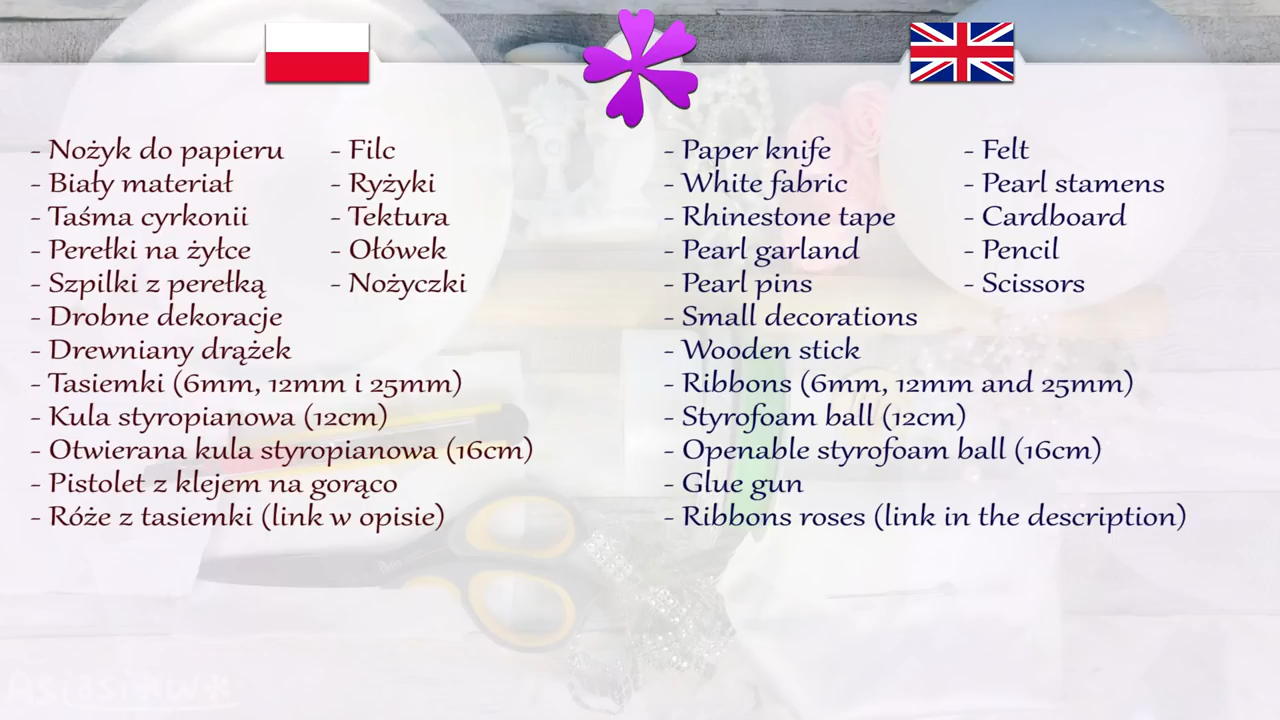 - Nożyk do papieru
- Biały materiał
- Taśma cyrkonii
- Perełki na żyłce
- Szpilki z perełką
- Drobne dekoracje
- Drewniany drążek
- Tasiemki (6mm, 12mm i 25mm)
- Kula styropianowa (12cm)
- Otwierana kula styropianowa (16cm)
- Pistolet z klejem na gorąco
- Róże z tasiemki (link w opisie)
- Filc
- Ryżyki
- Tektura
- Ołówek
- Nożyczki
- Paper knife
- White fabric
- Rhinestone tape
- Pearl garland
- Pearl pins
- Small decorations
- Wooden stick
- Ribbons (6mm, 12mm and 25mm)
- Styrofoam ball (12cm)
- Openable styrofoam ball (16cm)
- Glue gun
- Ribbons roses (link in the description)
- Felt
- Pearl stamens
- Cardboard
- Pencil
- Scissors